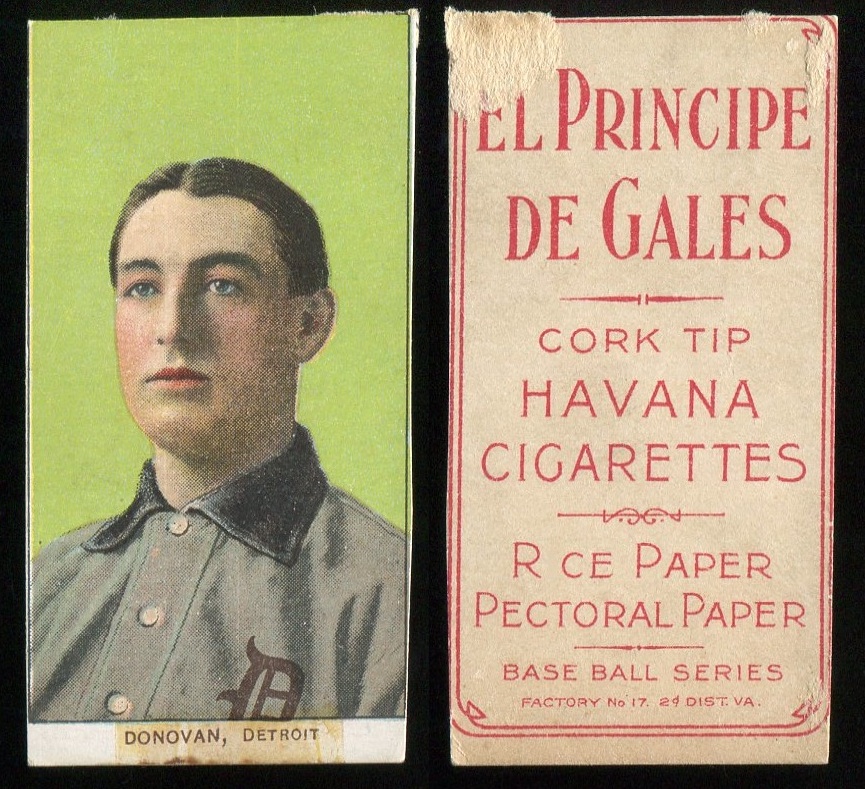 DONOVAN, DETROIT
D
EL PRINCIPE
DE GALES
CORK TIP
HAVANA
CIGARETTES
R CE PAPER
PECTORAL PAPER
BASE BALL SERIES
FACTORY No 17. 2d DIST. VA.